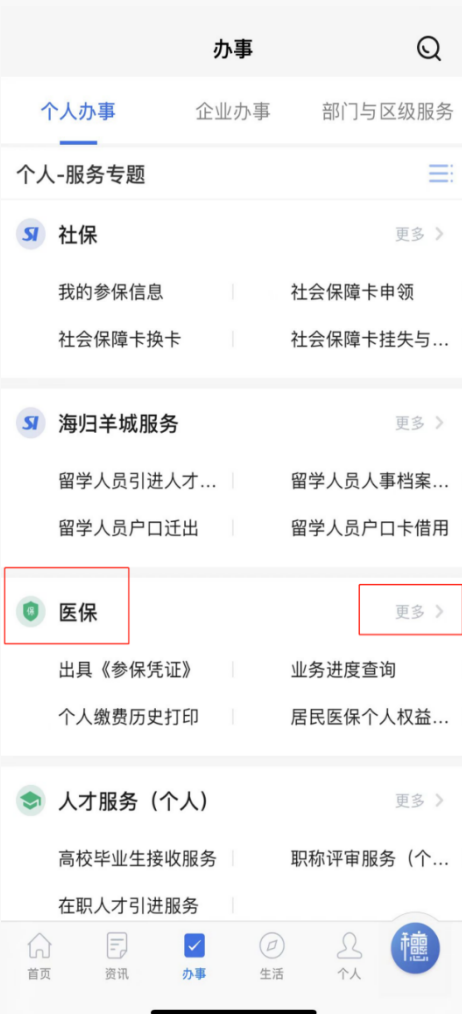 办事
个人办事 企业办事 部门与区级服务
个人-服务专题
SI 社保 更多
我的参保信息 社会保障卡申领
社会保障卡换卡 社会保障卡挂失与...
SI 海归羊城服务 更多
留学人员引进人才... 留学人员人事档案...
留学人员户口迁出 留学人员户口卡借用
保 医保 更多
出具《参保凭证》 业务进度查询
个人缴费历史打印 居民医保个人权益...
人才服务（个人） 更多
高校毕业生接收服务 职称评审服务（个...
在职人才引进服务
首页 资讯 办事 生活 个人 穗